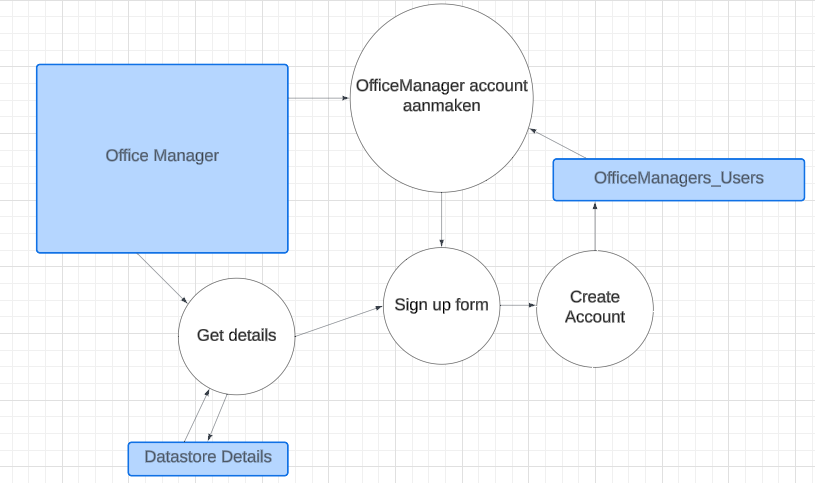 OfficeManager account
aanmaken
Office Manager
OfficeManagers_Users
Sign up form
Create
Account
Get details
Datastore Details